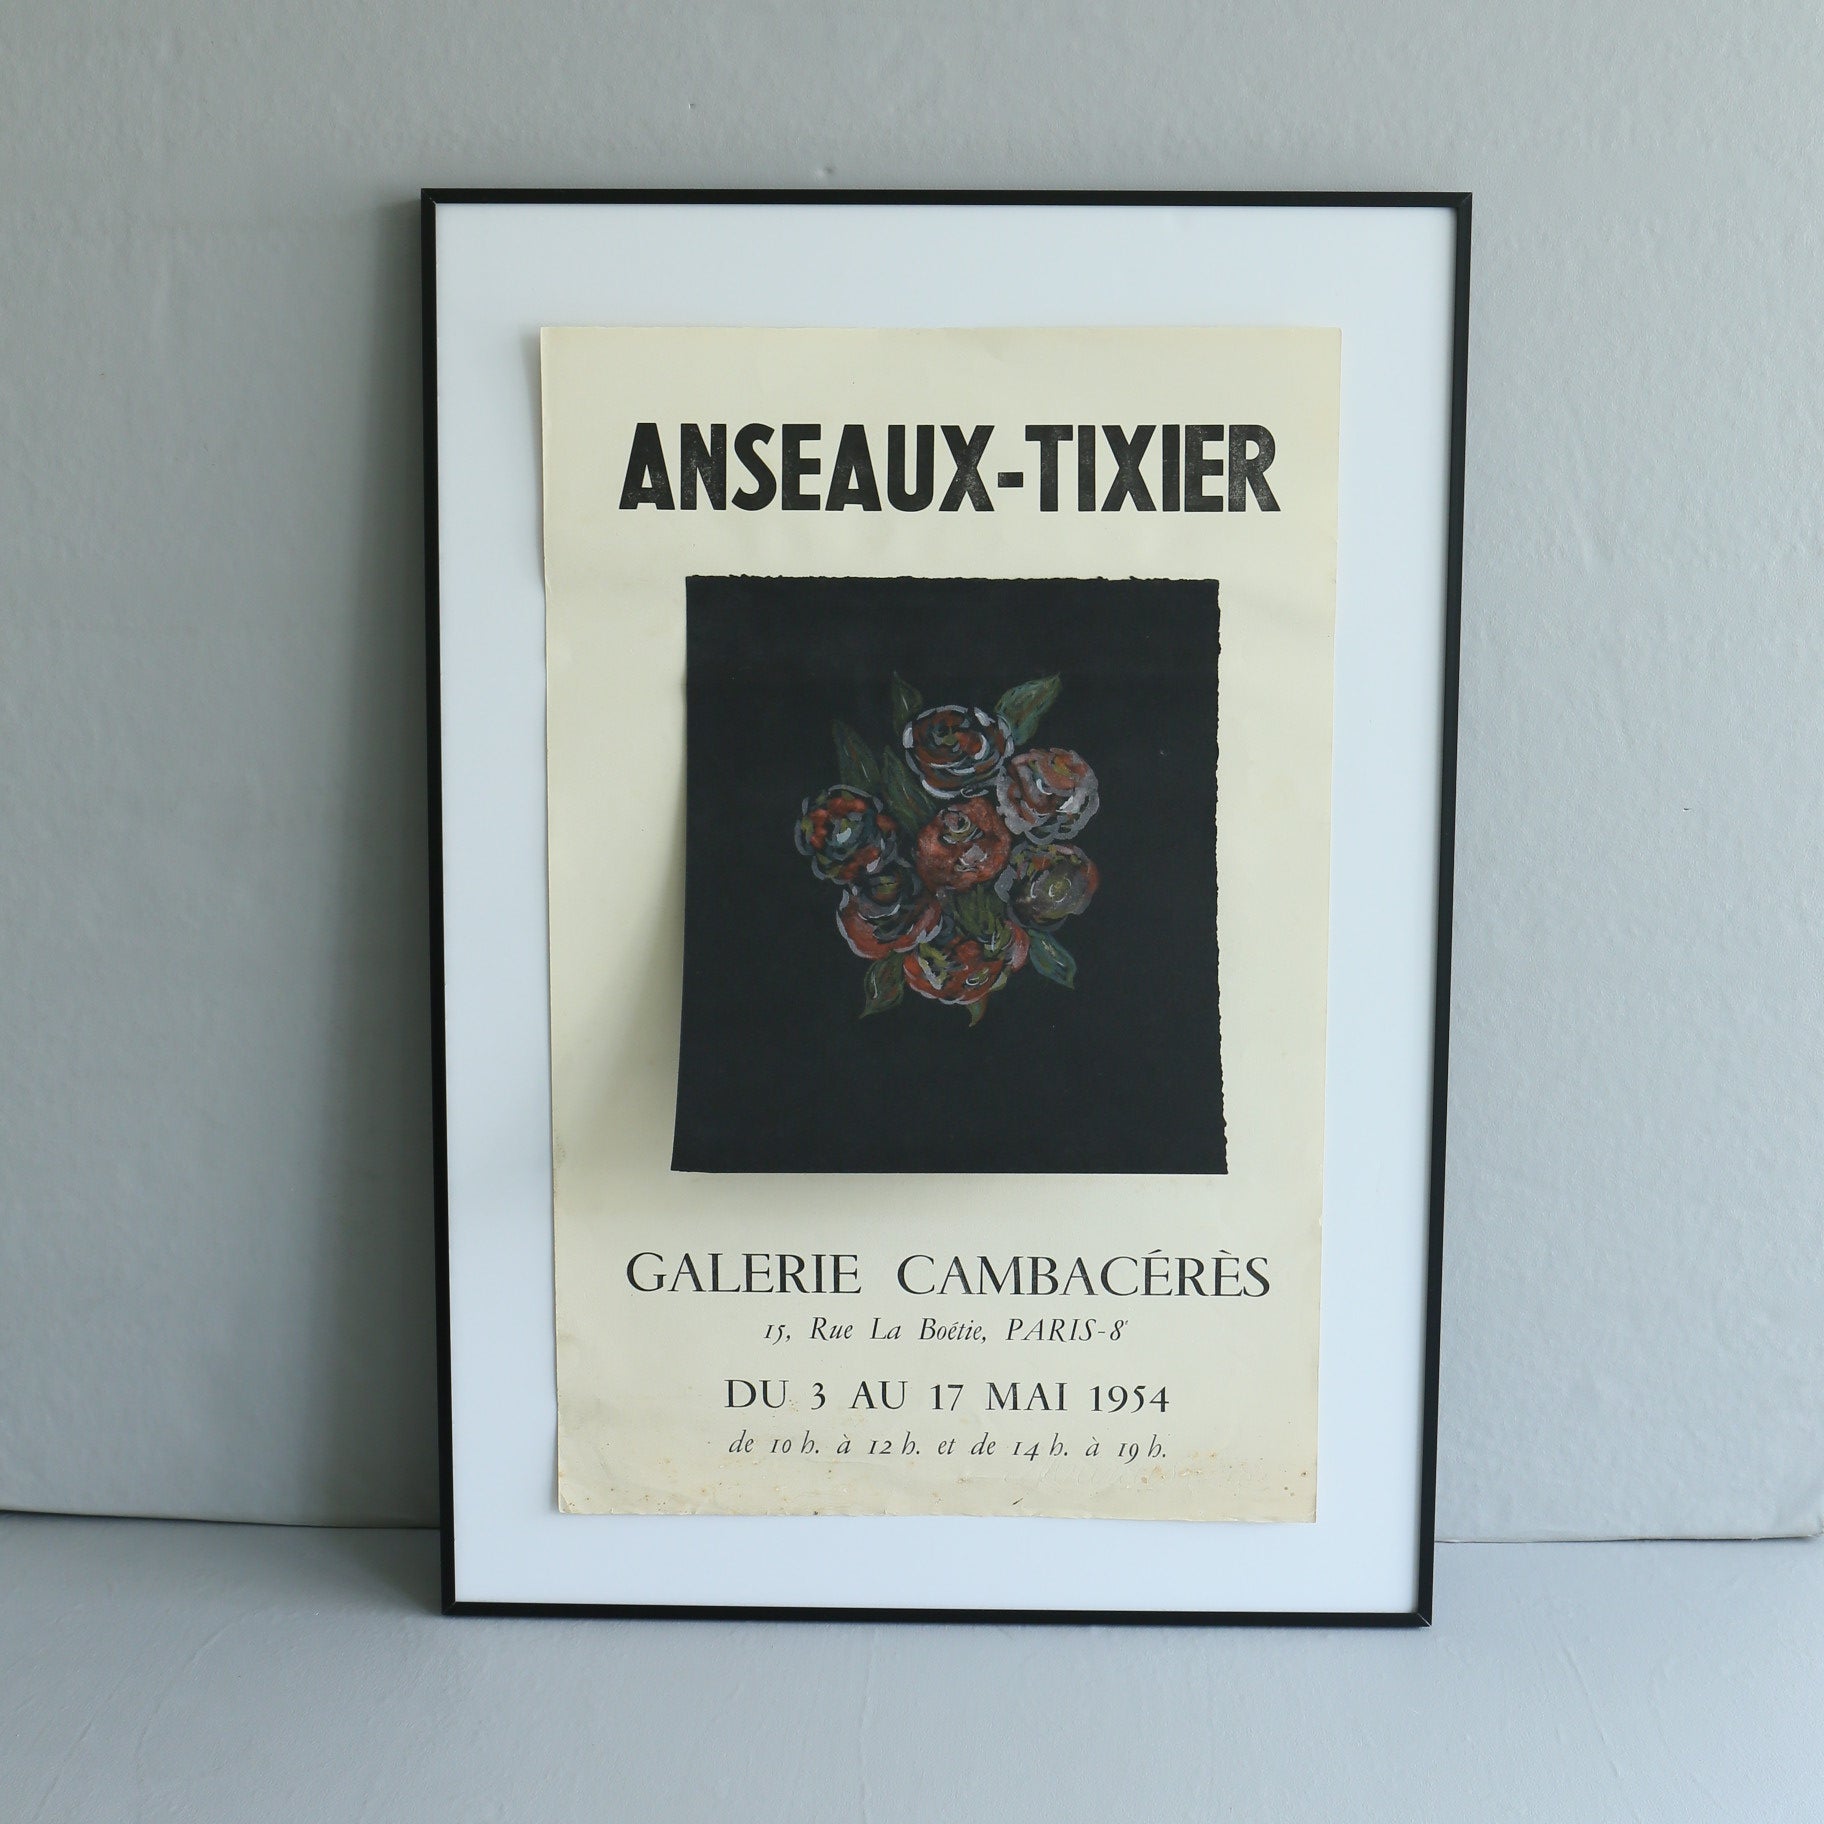 ANSEAUX-TIXIER
GALERIE CAMBACÉRÈS
15, Rue La Boétie, PARIS-8e
DU 3 AU 17 MAI 1954
de 10 h. à 12 h. et de 14 h. à 19 h.